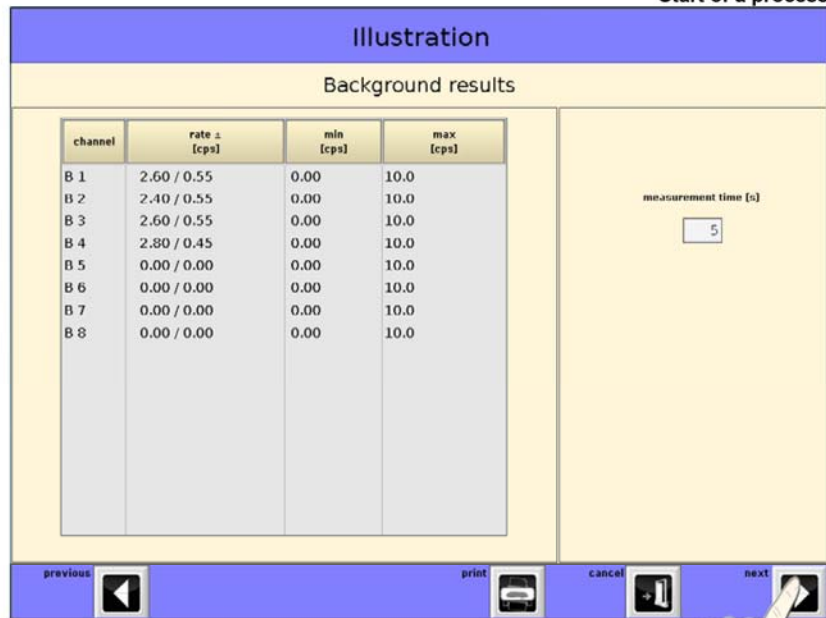 Start of a process
Illustration
Background results
channel rate ± [cps] min [cps] max [cps]
B 1 2.60 / 0.55 0.00 10.0
B 2 2.40 / 0.55 0.00 10.0
B 3 2.60 / 0.55 0.00 10.0
B 4 2.80 / 0.45 0.00 10.0
B 5 0.00 / 0.00 0.00 10.0
B 6 0.00 / 0.00 0.00 10.0
B 7 0.00 / 0.00 0.00 10.0
B 8 0.00 / 0.00 0.00 10.0
measurement time [s]
5
previous print cancel next